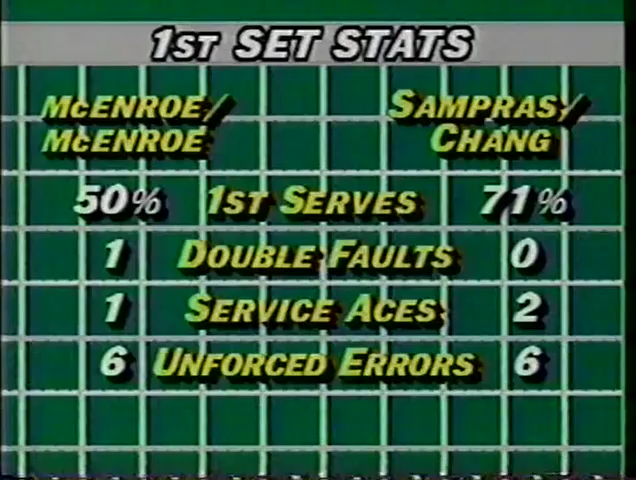 1ST SET STATS
McENROE/ SAMPRAS/
McENROE CHANG
50% 1ST SERVES 71%
1 DOUBLE FAULTS 0
1 SERVICE ACES 2
6 UNFORCED ERRORS 6